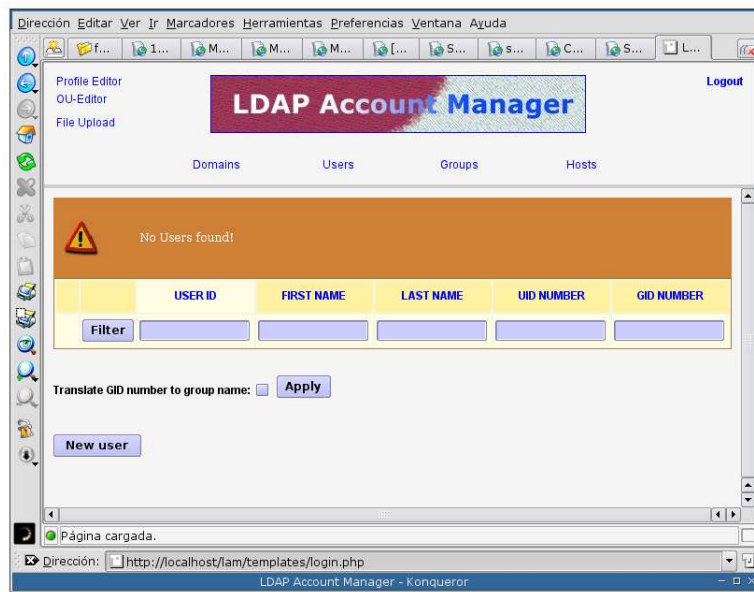 Dirección Editar Ver Ir Marcadores Herramientas Preferencias Ventana Ayuda
f... 1... M... M... M... [... S... s... C... S... L...
Profile Editor
OU-Editor
File Upload
LDAP Account Manager
Logout
Domains Users Groups Hosts
No Users found!
USER ID FIRST NAME LAST NAME UID NUMBER GID NUMBER
Filter
Translate GID number to group name: Apply
New user
Página cargada.
Dirección: http://localhost/lam/templates/login.php
LDAP Account Manager - Konqueror